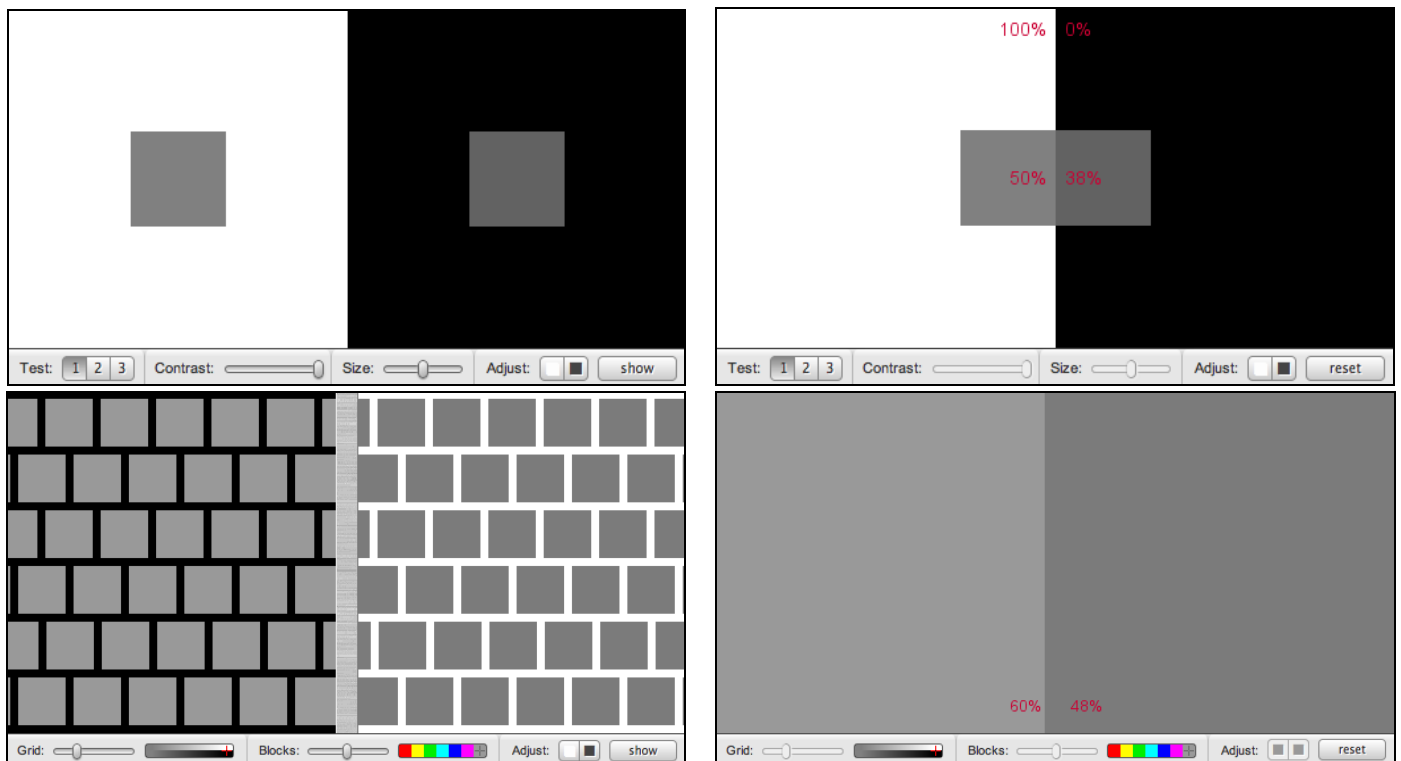 Test: 1 2 3 Contrast: Size: Adjust: show
100% 0%
50% 38%
Test: 1 2 3 Contrast: Size: Adjust: reset
Grid: Blocks: Adjust: show
60% 48%
Grid: Blocks: Adjust: reset